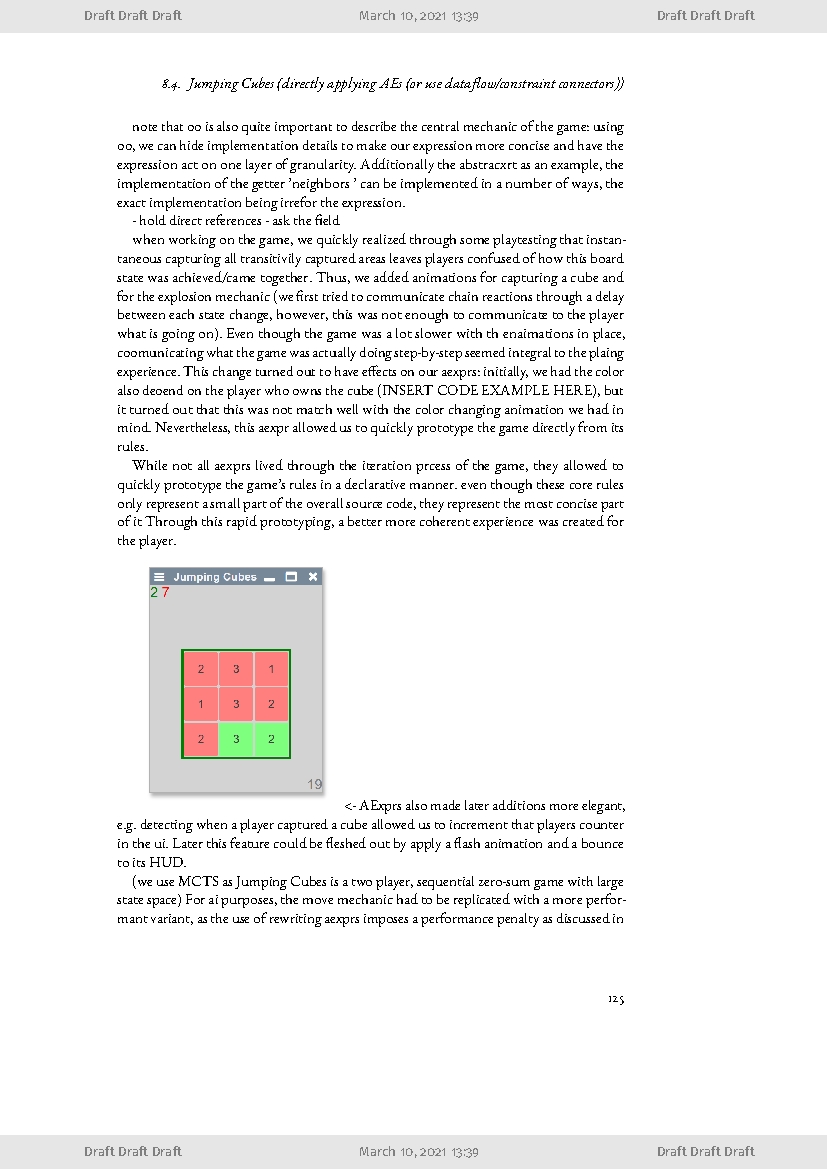 Draft Draft Draft March 10, 2021 13:39 Draft Draft Draft
8.4. Jumping Cubes (directly applying AEs (or use dataflow/constraint connectors))
note that oo is also quite important to describe the central mechanic of the game: using
oo, we can hide implementation details to make our expression more concise and have the
expression act on one layer of granularity. Additionally the abstracxrt as an example, the
implementation of the getter 'neighbors ' can be implemented in a number of ways, the
exact implementation being irrefor the expression.
- hold direct references - ask the field
when working on the game, we quickly realized through some playtesting that instan-
taneous capturing all transitivily captured areas leaves players confused of how this board
state was achieved/came together. Thus, we added animations for capturing a cube and
for the explosion mechanic (we first tried to communicate chain reactions through a delay
between each state change, however, this was not enough to communicate to the player
what is going on). Even though the game was a lot slower with th enaimations in place,
coomunicating what the game was actually doing step-by-step seemed integral to the plaing
experience. This change turned out to have effects on our aexprs: initially, we had the color
also deoend on the player who owns the cube (INSERT CODE EXAMPLE HERE), but
it turned out that this was not match well with the color changing animation we had in
mind. Nevertheless, this aexpr allowed us to quickly prototype the game directly from its
rules.
While not all aexprs lived through the iteration prcess of the game, they allowed to
quickly prototype the game's rules in a declarative manner. even though these core rules
only represent a small part of the overall source code, they represent the most concise part
of it Through this rapid prototyping, a better more coherent experience was created for
the player.
Jumping Cubes
2 7
2 3 1
1 3 2
2 3 2
19
<- AExprs also made later additions more elegant,
e.g. detecting when a player captured a cube allowed us to increment that players counter
in the ui. Later this feature could be fleshed out by apply a flash animation and a bounce
to its HUD.
(we use MCTS as Jumping Cubes is a two player, sequential zero-sum game with large
state space) For ai purposes, the move mechanic had to be replicated with a more perfor-
mant variant, as the use of rewriting aexprs imposes a performance penalty as discussed in
125
Draft Draft Draft March 10, 2021 13:39 Draft Draft Draft